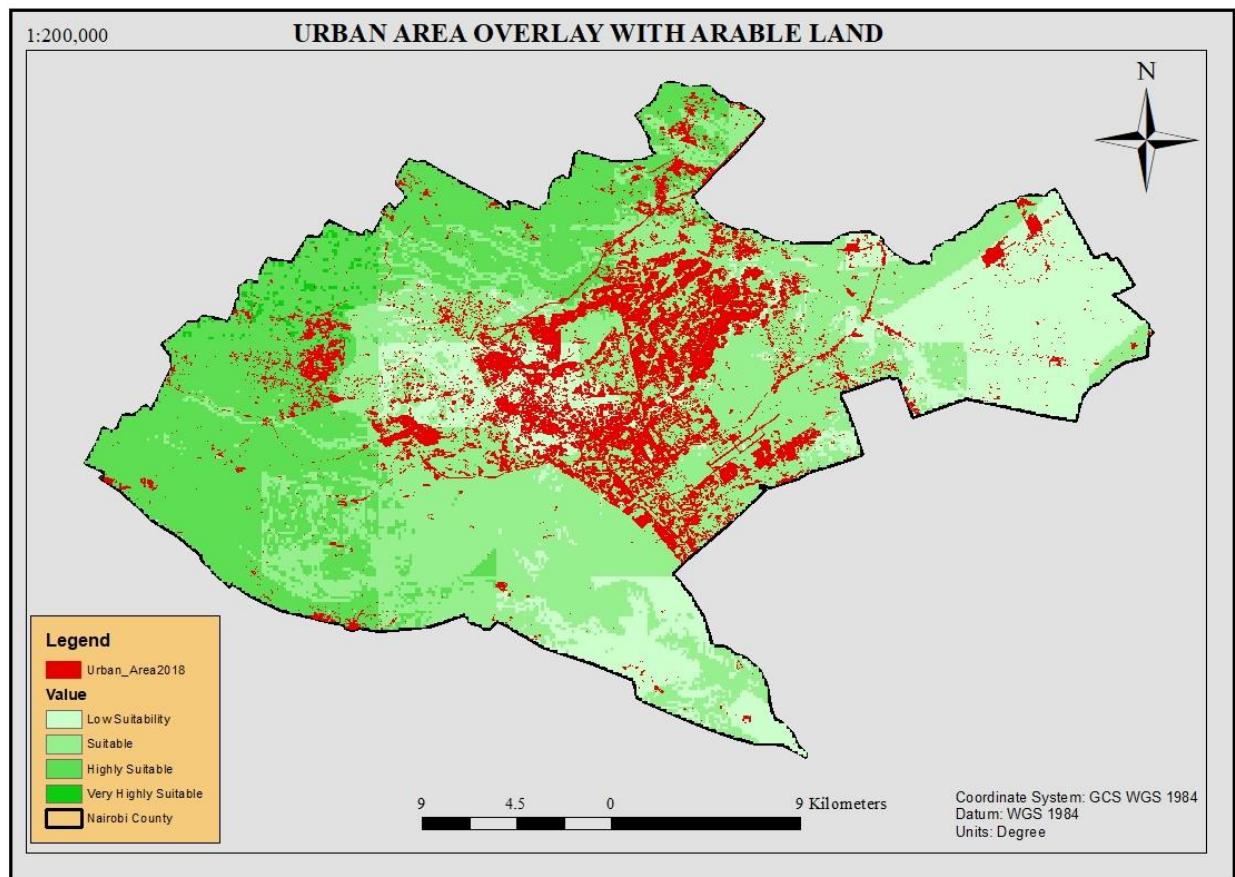 1:200,000
URBAN AREA OVERLAY WITH ARABLE LAND
N
Legend
Urban_Area2018
Value
Low Suitability
Suitable
Highly Suitable
Very Highly Suitable
Nairobi County
9 4.5 0 9 Kilometers
Coordinate System: GCS WGS 1984
Datum: WGS 1984
Units: Degree